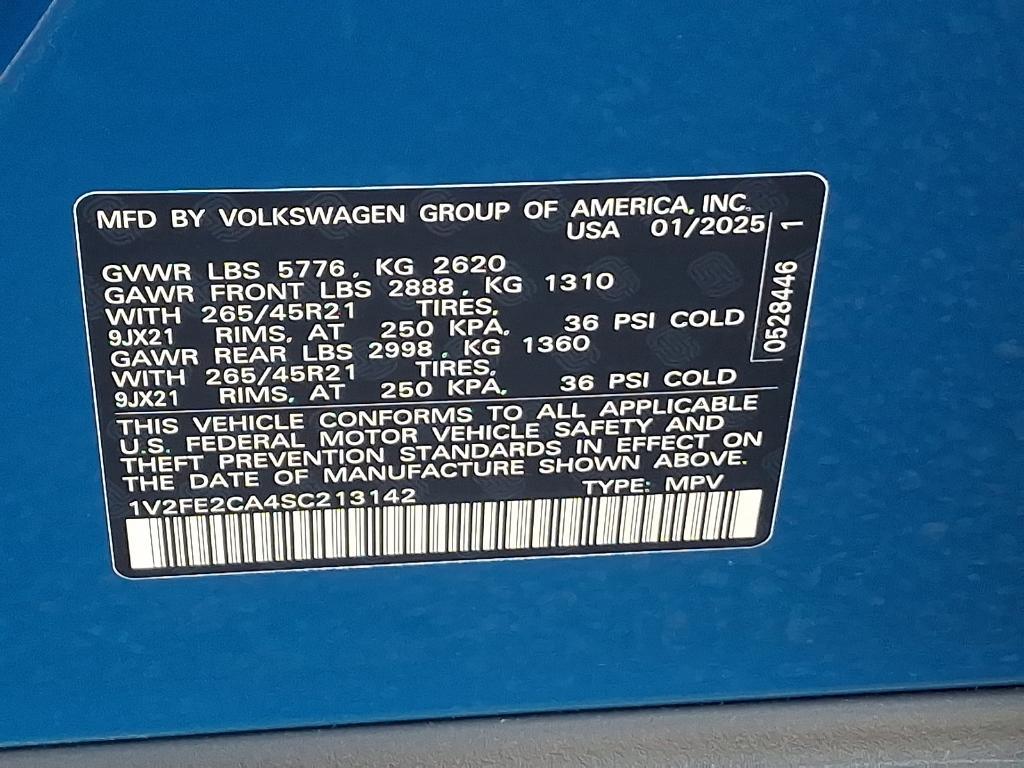 MFD BY VOLKSWAGEN GROUP OF AMERICA, INC.
USA 01/2025
GVWR LBS 5776, KG 2620
GAWR FRONT LBS 2888, KG 1310
WITH 265/45R21 TIRES,
9JX21 RIMS, AT 250 KPA, 36 PSI COLD
GAWR REAR LBS 2998, KG 1360
WITH 265/45R21 TIRES,
9JX21 RIMS, AT 250 KPA, 36 PSI COLD
THIS VEHICLE CONFORMS TO ALL APPLICABLE
U.S. FEDERAL MOTOR VEHICLE SAFETY AND
THEFT PREVENTION STANDARDS IN EFFECT ON
THE DATE OF MANUFACTURE SHOWN ABOVE.
1V2FE2CA4SC213142 TYPE: MPV
0528446 1